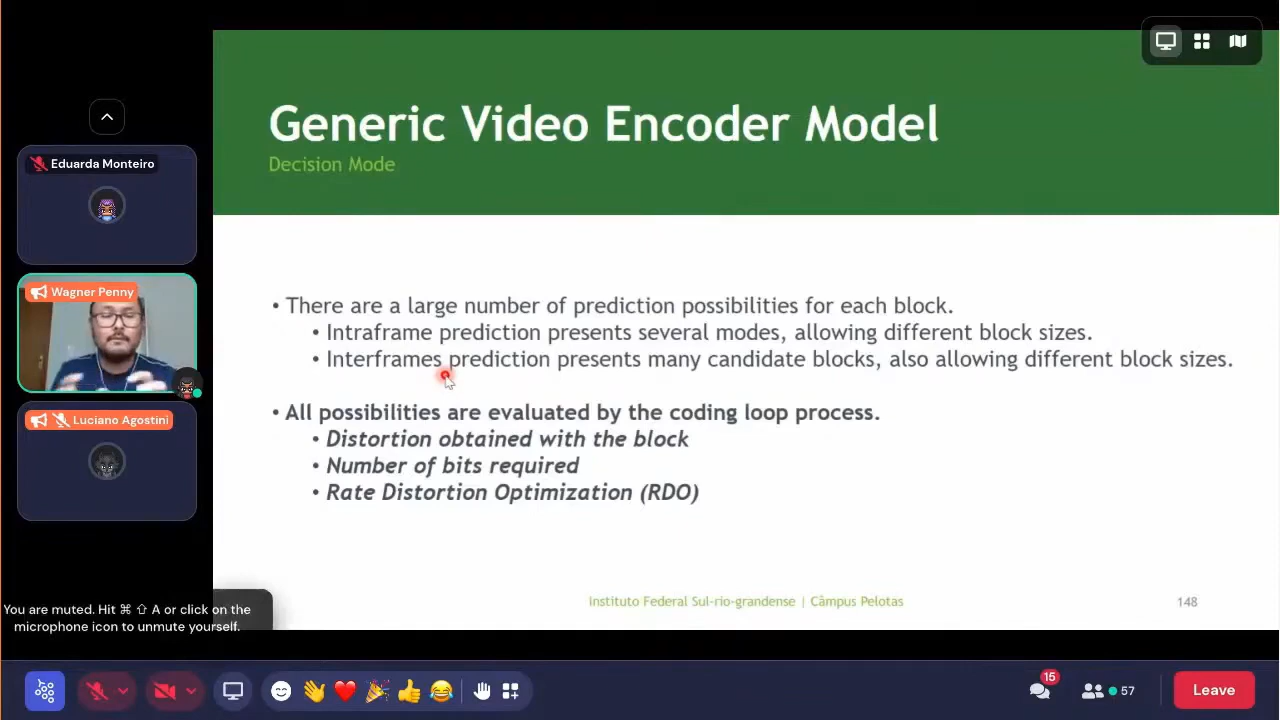 Generic Video Encoder Model
Decision Mode
Eduarda Monteiro
Wagner Penny
Luciano Agostini
• There are a large number of prediction possibilities for each block.
• Intraframe prediction presents several modes, allowing different block sizes.
• Interframes prediction presents many candidate blocks, also allowing different block sizes.
• All possibilities are evaluated by the coding loop process.
• Distortion obtained with the block
• Number of bits required
• Rate Distortion Optimization (RDO)
Instituto Federal Sul-rio-grandense | Câmpus Pelotas
148
You are muted. Hit ⌘ ⇧ A or click on the
microphone icon to unmute yourself.
15
57
Leave